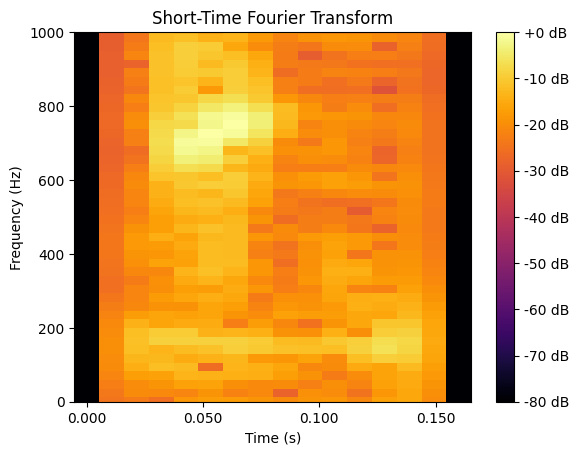 Short-Time Fourier Transform
1000
800
600
400
200
0
Frequency (Hz)
0.000
0.050
0.100
0.150
Time (s)
+0 dB
-10 dB
-20 dB
-30 dB
-40 dB
-50 dB
-60 dB
-70 dB
-80 dB